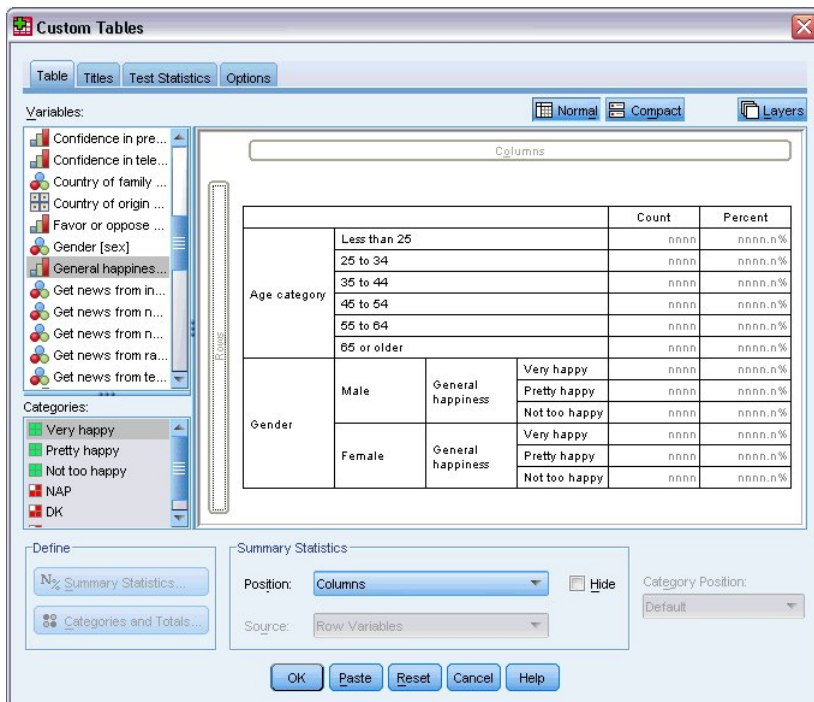 Custom Tables
Table Titles Test Statistics Options
Variables:
Normal Compact Layers
Confidence in pre...
Confidence in tele...
Country of family ...
Country of origin ...
Favor or oppose ...
Gender [sex]
General happines...
Get news from in...
Get news from n...
Get news from n...
Get news from ra...
Get news from te...
Categories:
Very happy
Pretty happy
Not too happy
NAP
DK
Columns
Rows
Count Percent
Age category
Less than 25 nnnn nnnn.n%
25 to 34 nnnn nnnn.n%
35 to 44 nnnn nnnn.n%
45 to 54 nnnn nnnn.n%
55 to 64 nnnn nnnn.n%
65 or older nnnn nnnn.n%
Gender
Male
General
happiness
Very happy nnnn nnnn.n%
Pretty happy nnnn nnnn.n%
Not too happy nnnn nnnn.n%
Female
General
happiness
Very happy nnnn nnnn.n%
Pretty happy nnnn nnnn.n%
Not too happy nnnn nnnn.n%
Define
N% Summary Statistics...
Categories and Totals...
Summary Statistics
Position: Columns Hide
Source: Row Variables
Category Position:
Default
OK Paste Reset Cancel Help